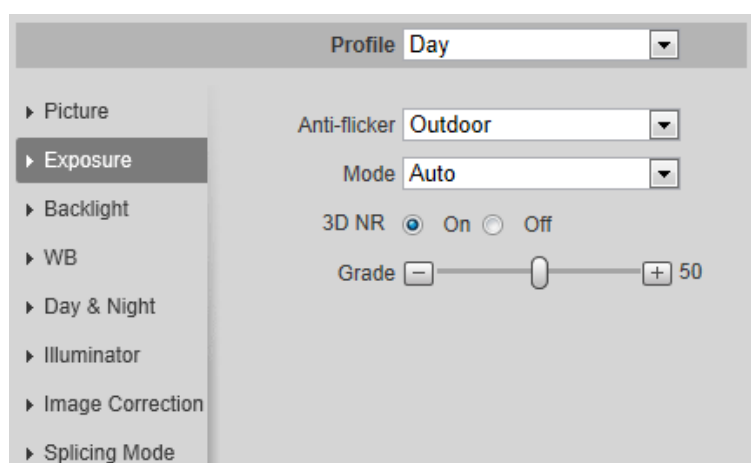 Profile Day
Picture
Anti-flicker Outdoor
Exposure
Mode Auto
Backlight
3D NR On Off
WB
Grade 50
Day & Night
Illuminator
Image Correction
Splicing Mode